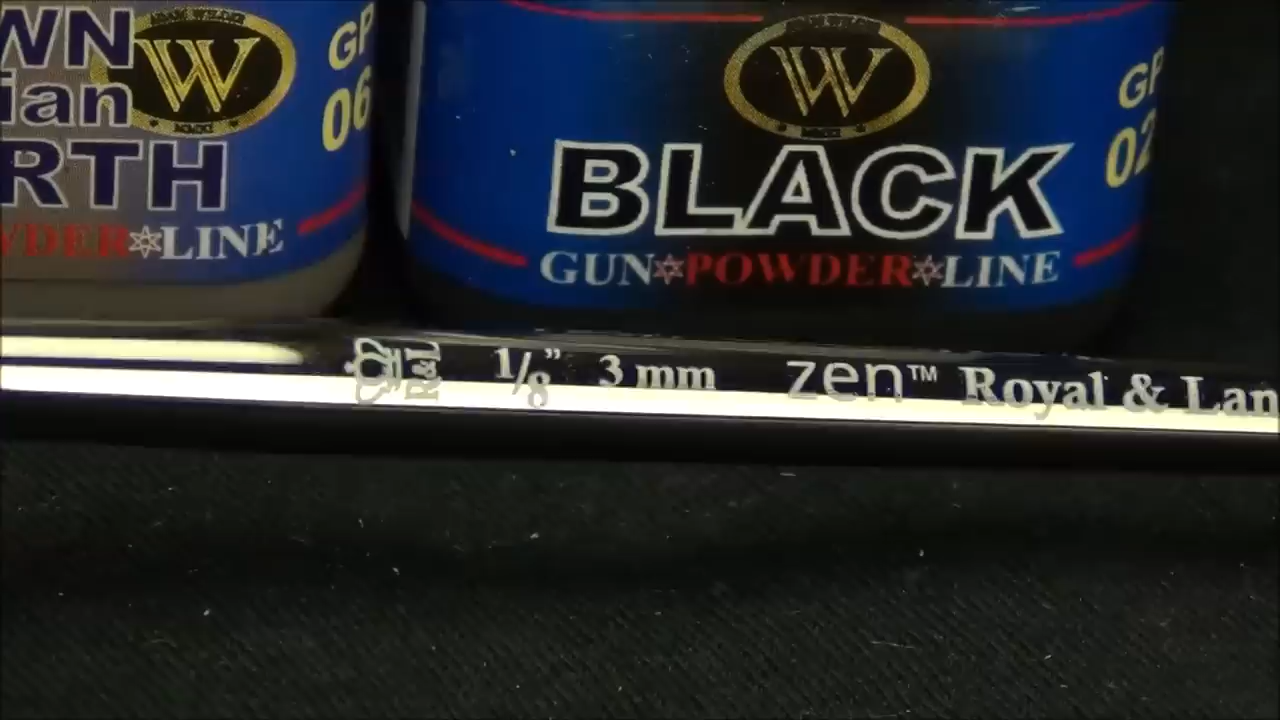 WN
ian
RTH
WDER✡LINE
W
GP
06
W
GP
02
BLACK
GUN✡POWDER✡LINE
R&L 1/8” 3 mm zen™ Royal & Lan